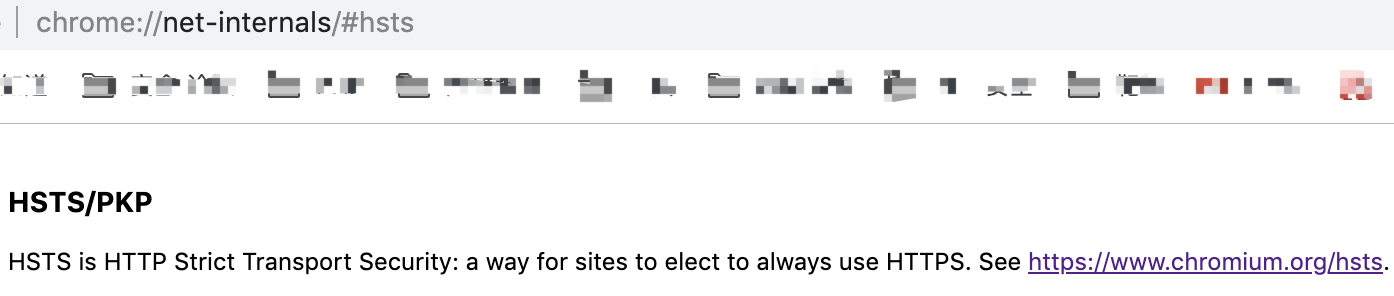 chrome://net-internals/#hsts
HSTS/PKP
HSTS is HTTP Strict Transport Security: a way for sites to elect to always use HTTPS. See https://www.chromium.org/hsts.